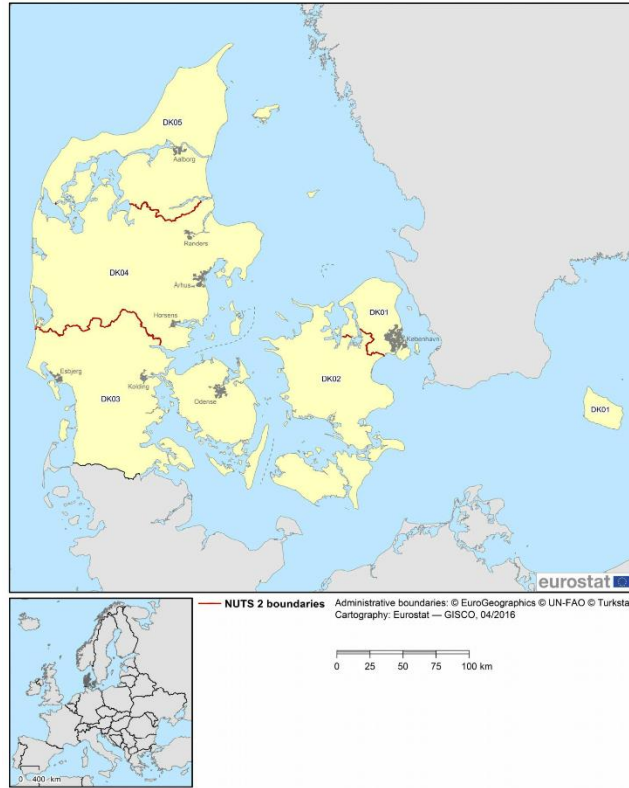 DK05
Aalborg
Randers
DK04
Århus
Horsens
DK01
København
Esbjerg
Kolding
DK03
Odense
DK02
DK01
eurostat
NUTS 2 boundaries
Administrative boundaries: © EuroGeographics © UN-FAO © Turksta
Cartography: Eurostat — GISCO, 04/2016
0 25 50 75 100 km
0 400 km